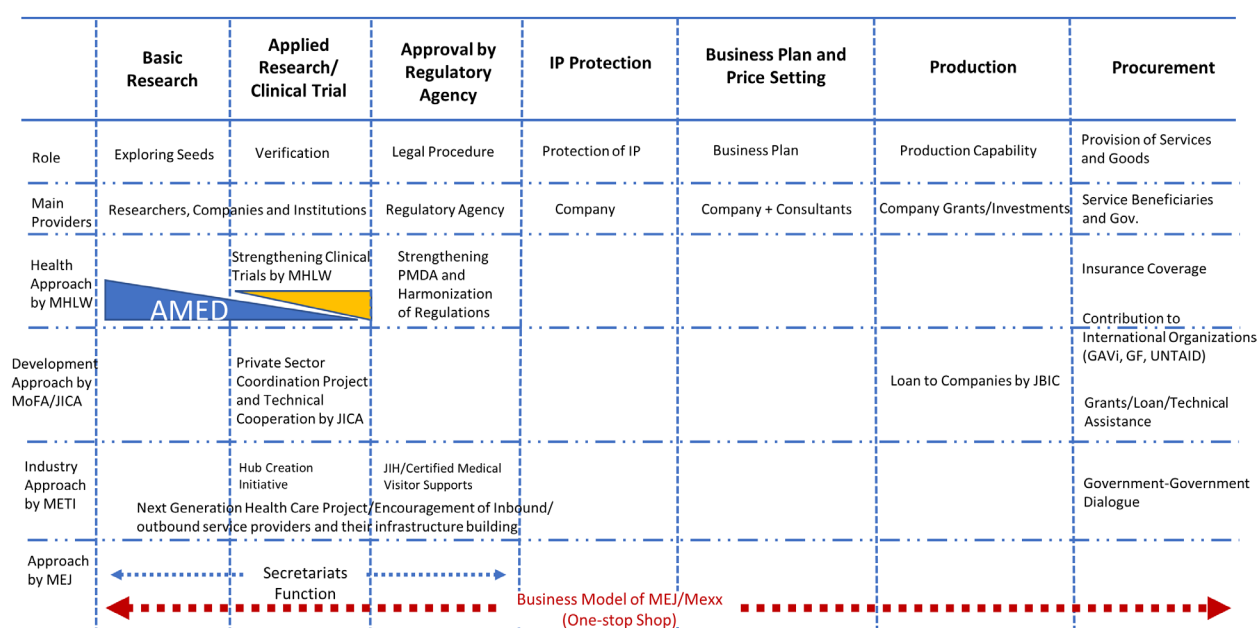 Basic
Research
Applied
Research/
Clinical Trial
Approval by
Regulatory
Agency
IP Protection
Business Plan and
Price Setting
Production
Procurement
Role
Exploring Seeds
Verification
Legal Procedure
Protection of IP
Business Plan
Production Capability
Provision of Services
and Goods
Main
Providers
Researchers, Companies and Institutions
Regulatory Agency
Company
Company + Consultants
Company Grants/Investments
Service Beneficiaries
and Gov.
Health
Approach
by MHLW
AMED
Strengthening Clinical
Trials by MHLW
Strengthening
PMDA and
Harmonization
of Regulations
Insurance Coverage
Contribution to
International Organizations
(GAVi, GF, UNTAID)
Development
Approach by
MoFA/JICA
Private Sector
Coordination Project
and Technical
Cooperation by JICA
Loan to Companies by JBIC
Grants/Loan/Technical
Assistance
Industry
Approach
by METI
Hub Creation
Initiative
JIH/Certified Medical
Visitor Supports
Next Generation Health Care Project/Encouragement of Inbound/
outbound service providers and their infrastructure building
Government-Government
Dialogue
Approach
by MEJ
Secretariats
Function
Business Model of MEJ/Mexx
(One-stop Shop)